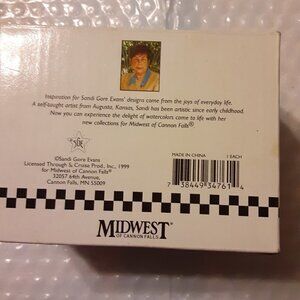 Inspiration for Sandi Gore Evans' designs come from the joys of everyday life.
A self-taught artist from Augusta, Kansas, Sandi has been artistic since early childhood.
Now you can experience the delight of watercolors come to life with her
new collections for Midwest of Cannon Falls®
SGE
©Sandi Gore Evans
Licensed Through © Cruise Prod., Inc., 1999
for Midwest of Cannon Falls®
32057 64th Avenue,
Cannon Falls, MN 55009
MADE IN CHINA
1 EACH
7 38449 34761 4
MIDWEST
OF CANNON FALLS®